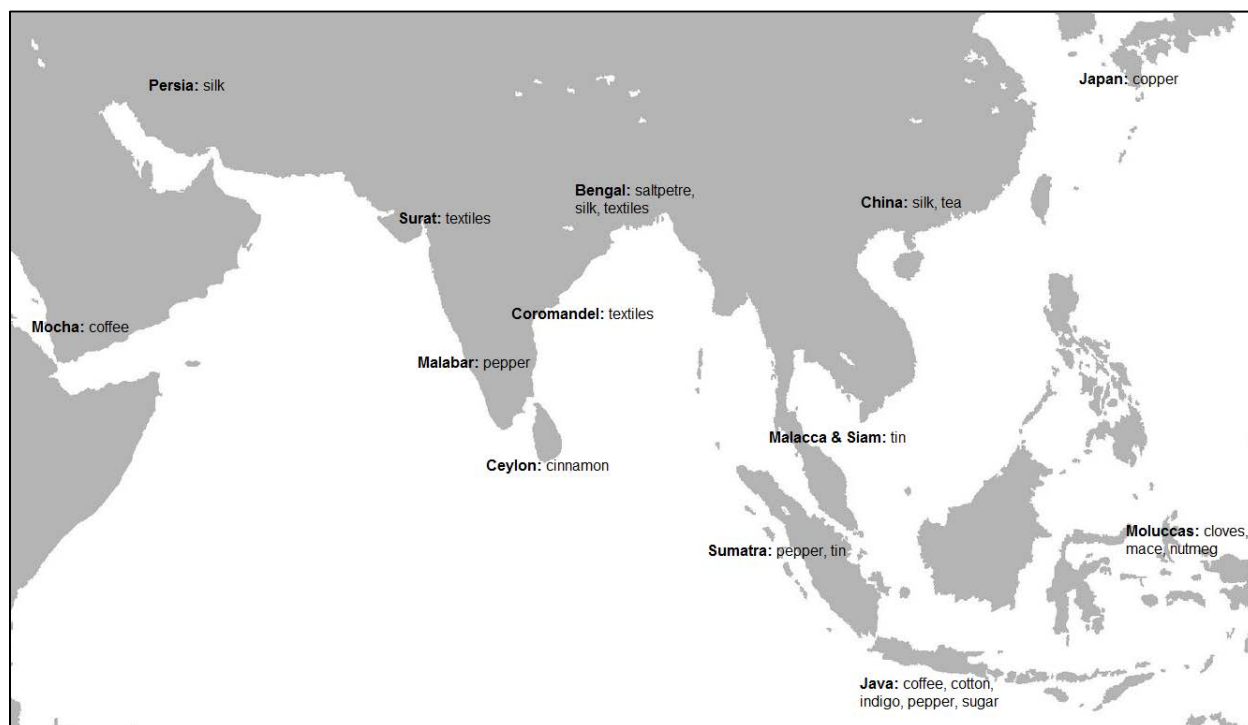 Persia: silk
Japan: copper
Bengal: saltpetre,
silk, textiles
China: silk, tea
Surat: textiles
Coromandel: textiles
Mocha: coffee
Malabar: pepper
Malacca & Siam: tin
Ceylon: cinnamon
Moluccas: cloves,
mace, nutmeg
Sumatra: pepper, tin
Java: coffee, cotton,
indigo, pepper, sugar